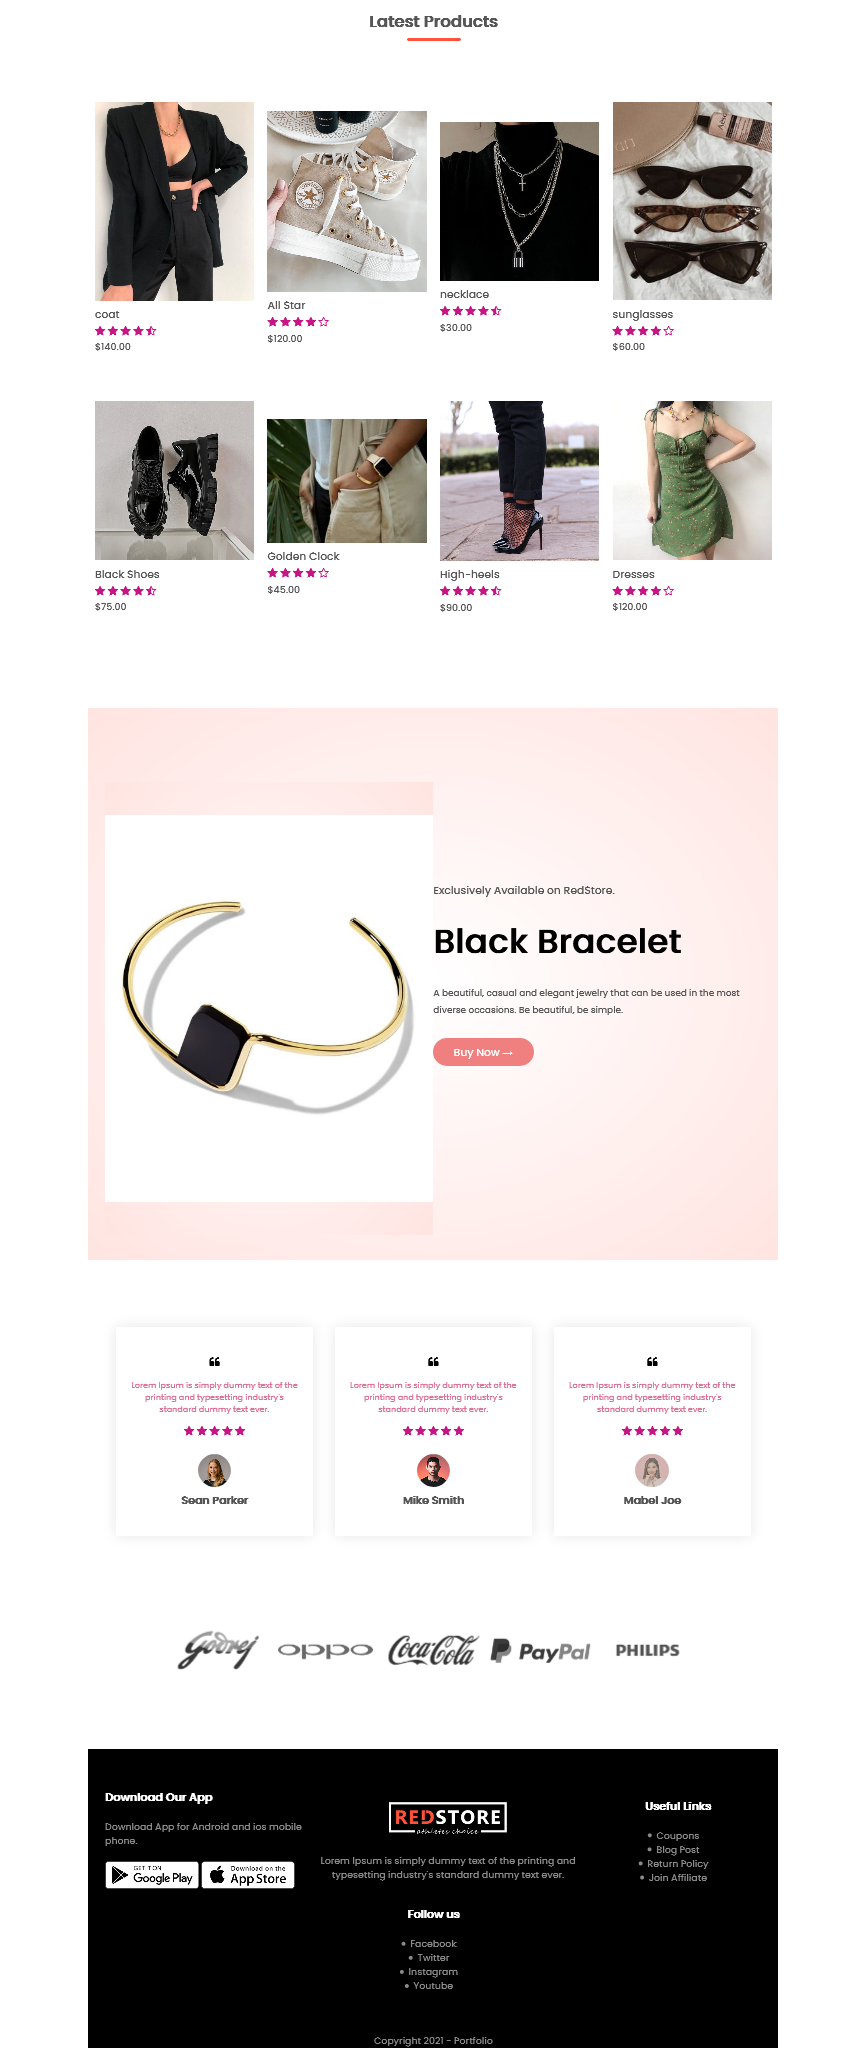 Latest Products
coat
$140.00
All Star
$120.00
necklace
$30.00
sunglasses
$60.00
Black Shoes
$75.00
Golden Clock
$45.00
High-heels
$90.00
Dresses
$120.00
Exclusively Available on RedStore.
Black Bracelet
A beautiful, casual and elegant jewelry that can be used in the most
diverse occasions. Be beautiful, be simple.
Buy Now →
Lorem Ipsum is simply dummy text of the
printing and typesetting industry's
standard dummy text ever.
Sean Parker
Lorem Ipsum is simply dummy text of the
printing and typesetting industry's
standard dummy text ever.
Mike Smith
Lorem Ipsum is simply dummy text of the
printing and typesetting industry's
standard dummy text ever.
Mabel Joe
Godrej
oppo
Coca-Cola
PayPal
PHILIPS
Download Our App
Download App for Android and ios mobile
phone.
GET IT ON
Google Play
Download on the
App Store
REDSTORE
athletes choice
Lorem Ipsum is simply dummy text of the printing and
typesetting industry's standard dummy text ever.
Useful Links
Coupons
Blog Post
Return Policy
Join Affiliate
Follow us
Facebook
Twitter
Instagram
Youtube
Copyright 2021 - Portfolio